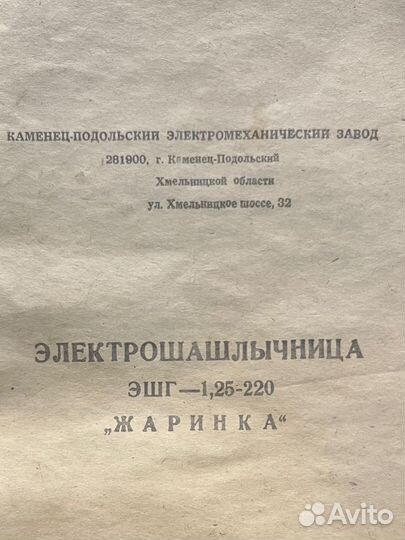 КАМЕНЕЦ-ПОДОЛЬСКИЙ ЭЛЕКТРОМЕХАНИЧЕСКИЙ ЗАВОД
281900, г. Каменец-Подольский
Хмельницкой области
ул. Хмельницкое шоссе, 32
ЭЛЕКТРОШАШЛЫЧНИЦА
ЭШГ—1,25-220
„ЖАРИНКА“
Avito